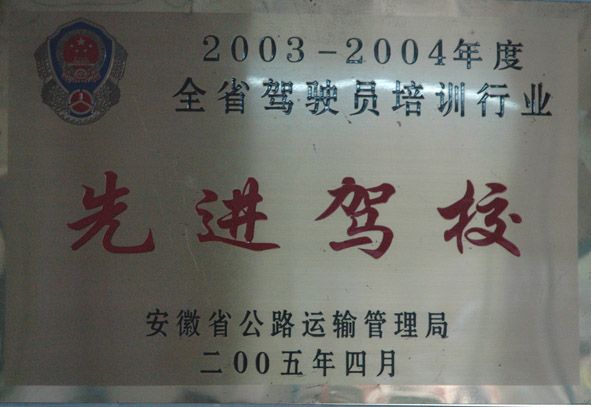 2003-2004年度
全省驾驶员培训行业
先进驾校
安徽省公路运输管理局
二00五年四月